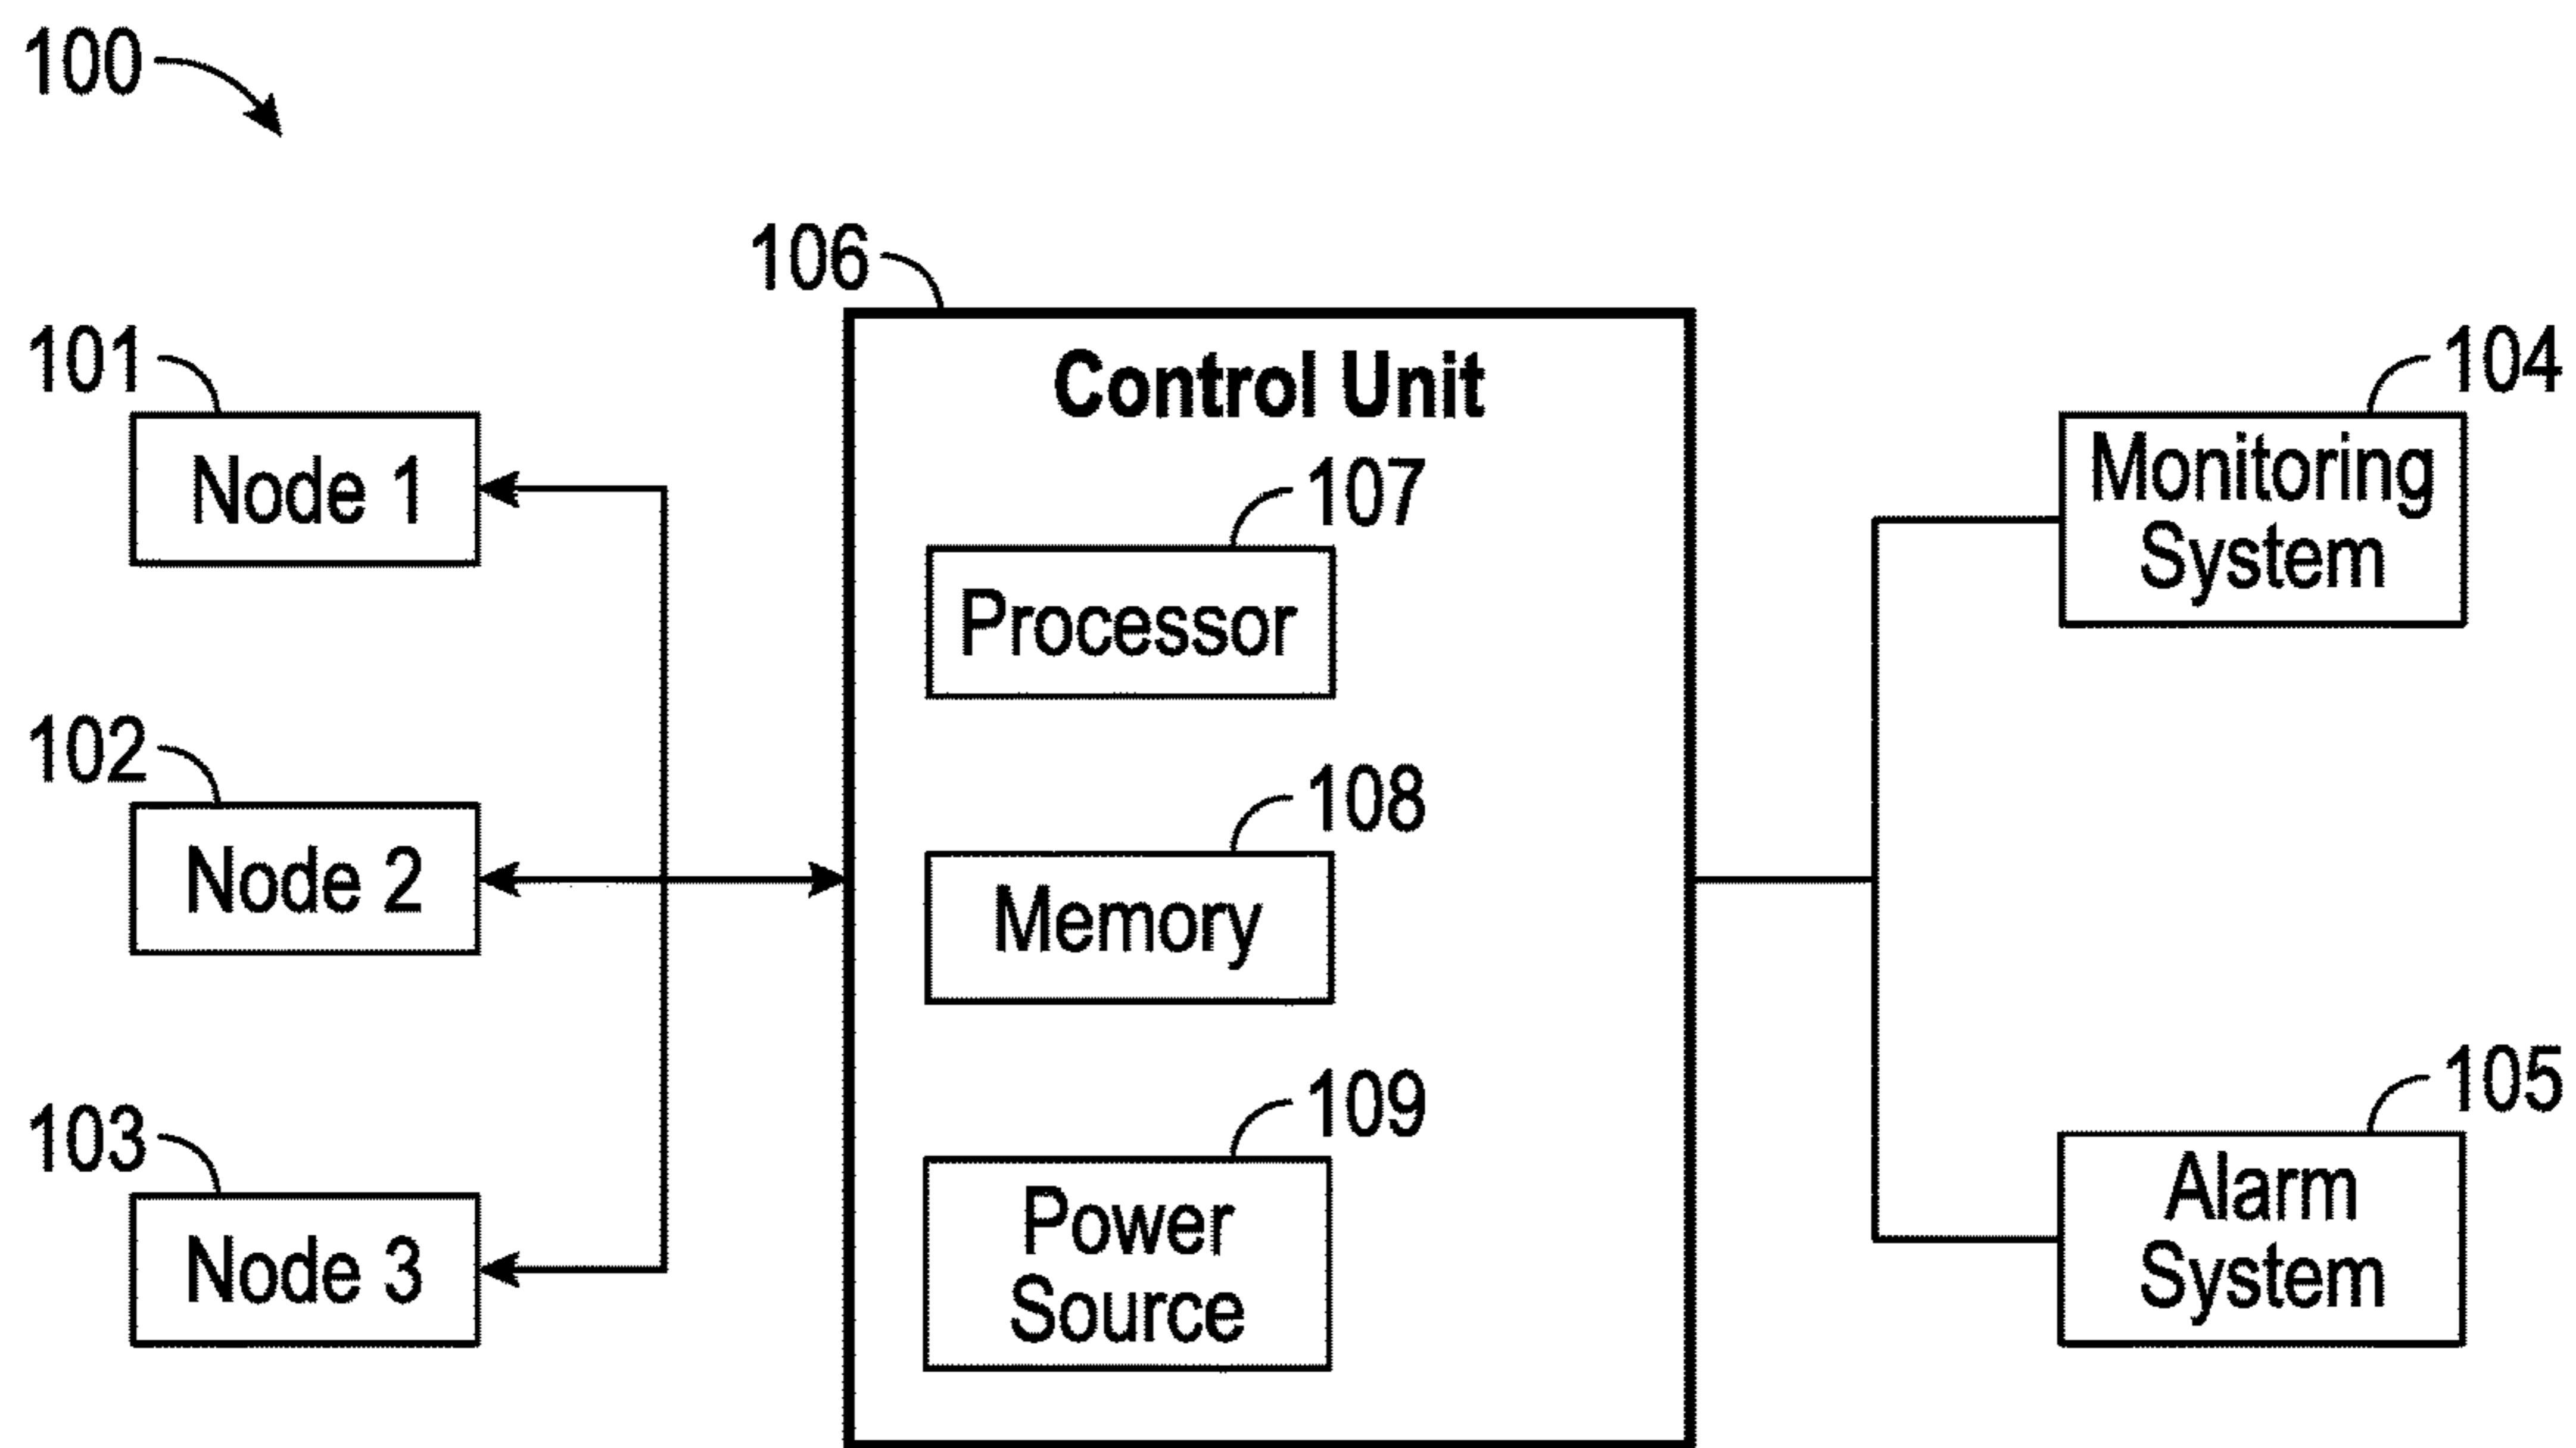 100
106
101
Control Unit
104
Node 1
107
Monitoring
System
Processor
102
108
Node 2
Memory
103
109
105
Node 3
Power
Source
Alarm
System